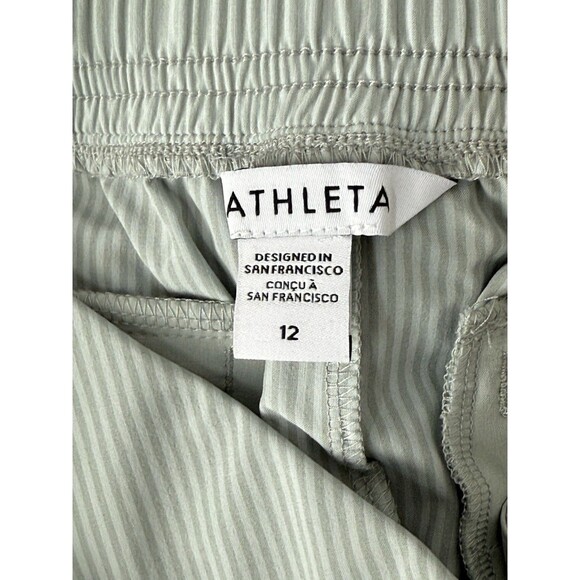 ATHLETA
DESIGNED IN
SAN FRANCISCO
CONÇU À
SAN FRANCISCO
12